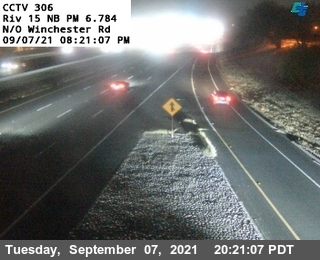 CCTV 306
Riv 15 NB PM 6.784
N/O Winchester Rd
09/07/21 08:21:07 PM
Tuesday, September 07, 2021 20:21:07 PDT